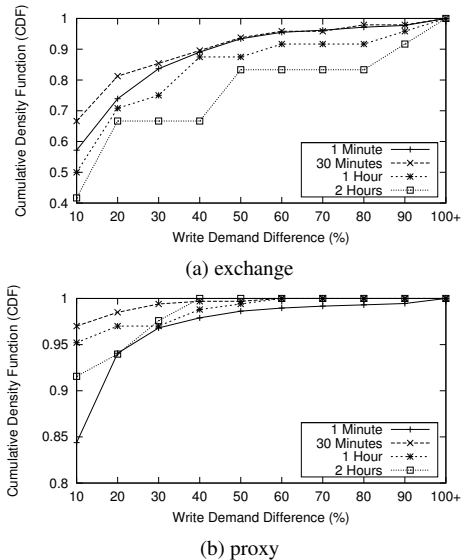 Cumulative Density Function (CDF)
1
0.9
0.8
0.7
0.6
0.5
0.4
10 20 30 40 50 60 70 80 90 100+
Write Demand Difference (%)
1 Minute
30 Minutes
1 Hour
2 Hours
(a) exchange
Cumulative Density Function (CDF)
1
0.95
0.9
0.85
0.8
10 20 30 40 50 60 70 80 90 100+
Write Demand Difference (%)
1 Minute
30 Minutes
1 Hour
2 Hours
(b) proxy